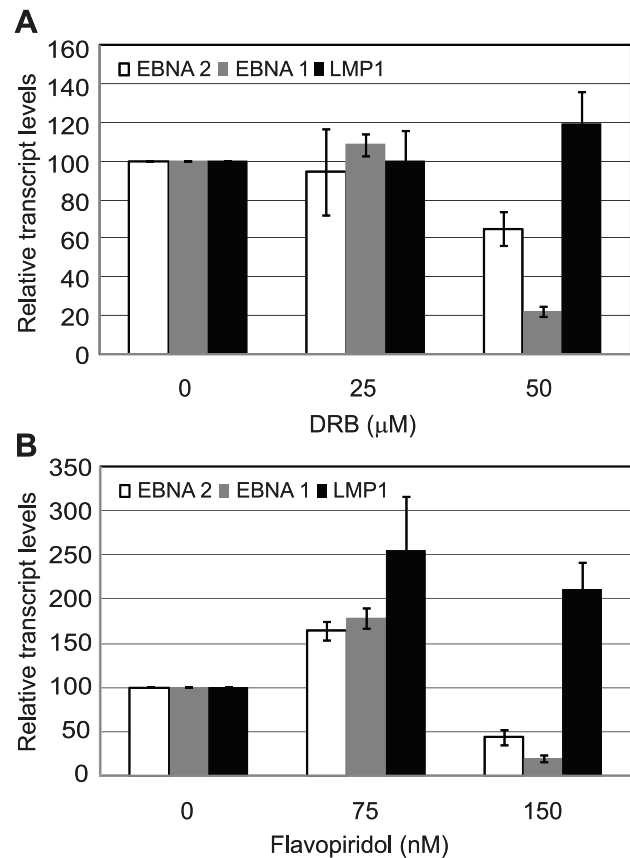 A
Relative transcript levels
160
140
120
100
80
60
40
20
0
EBNA 2 EBNA 1 LMP1
0 25 50
DRB (μM)
B
Relative transcript levels
350
300
250
200
150
100
50
0
EBNA 2 EBNA 1 LMP1
0 75 150
Flavopiridol (nM)